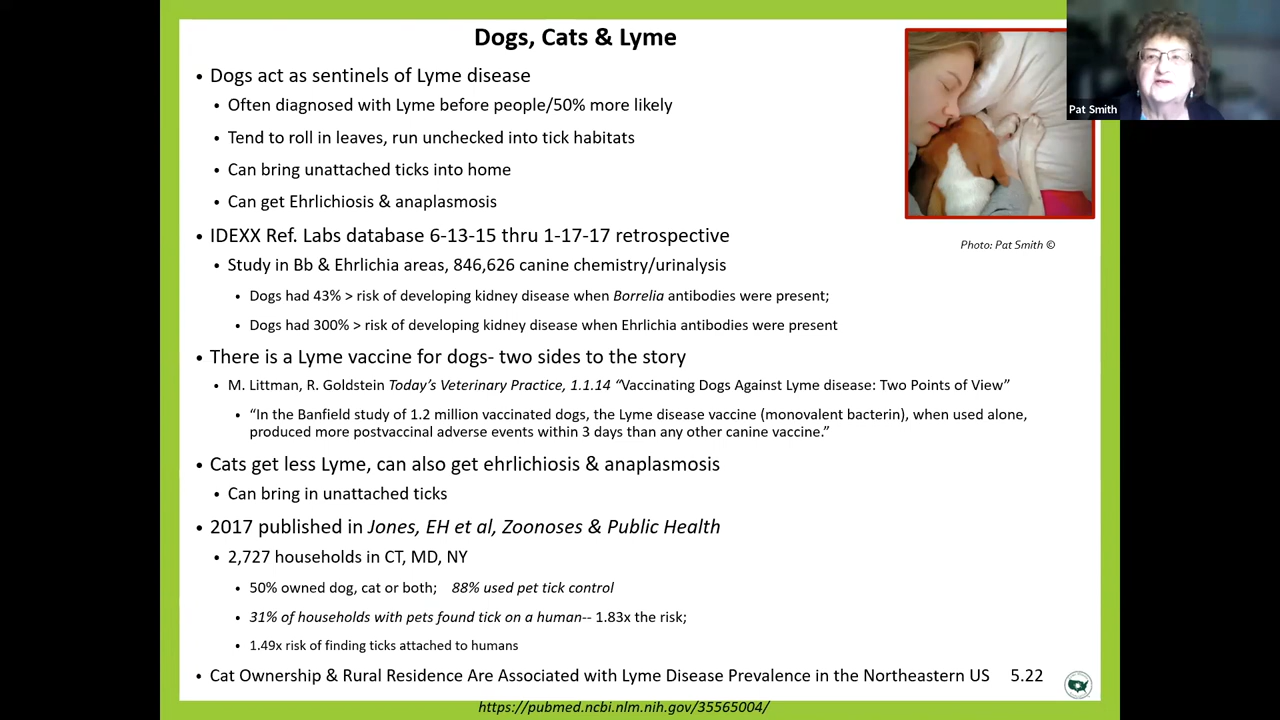 Dogs, Cats & Lyme
Pat Smith
• Dogs act as sentinels of Lyme disease
• Often diagnosed with Lyme before people/50% more likely
• Tend to roll in leaves, run unchecked into tick habitats
• Can bring unattached ticks into home
• Can get Ehrlichiosis & anaplasmosis
• IDEXX Ref. Labs database 6-13-15 thru 1-17-17 retrospective
Photo: Pat Smith ©
• Study in Bb & Ehrlichia areas, 846,626 canine chemistry/urinalysis
• Dogs had 43% > risk of developing kidney disease when Borrelia antibodies were present;
• Dogs had 300% > risk of developing kidney disease when Ehrlichia antibodies were present
• There is a Lyme vaccine for dogs- two sides to the story
• M. Littman, R. Goldstein Today's Veterinary Practice, 1.1.14 “Vaccinating Dogs Against Lyme disease: Two Points of View”
• “In the Banfield study of 1.2 million vaccinated dogs, the Lyme disease vaccine (monovalent bacterin), when used alone,
produced more postvaccinal adverse events within 3 days than any other canine vaccine.”
• Cats get less Lyme, can also get ehrlichiosis & anaplasmosis
• Can bring in unattached ticks
• 2017 published in Jones, EH et al, Zoonoses & Public Health
• 2,727 households in CT, MD, NY
• 50% owned dog, cat or both; 88% used pet tick control
• 31% of households with pets found tick on a human-- 1.83x the risk;
• 1.49x risk of finding ticks attached to humans
• Cat Ownership & Rural Residence Are Associated with Lyme Disease Prevalence in the Northeastern US 5.22
https://pubmed.ncbi.nlm.nih.gov/35565004/